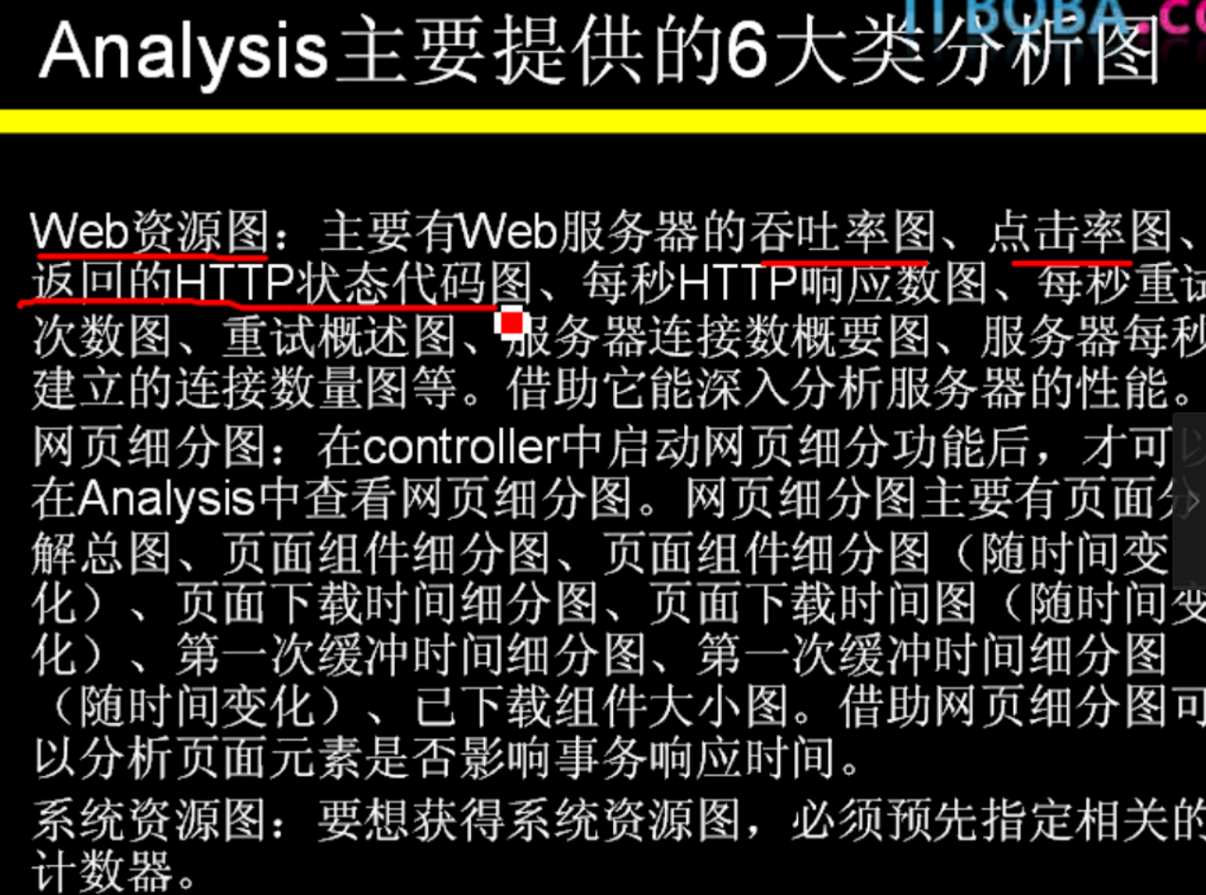 ITBOBA.co
Analysis主要提供的6大类分析图
Web资源图：主要有Web服务器的吞吐率图、点击率图、
返回的HTTP状态代码图、每秒HTTP响应数图、每秒重试
次数图、重试概述图、服务器连接数概要图、服务器每秒
建立的连接数量图等。借助它能深入分析服务器的性能。
网页细分图：在controller中启动网页细分功能后，才可以
在Analysis中查看网页细分图。网页细分图主要有页面分
解总图、页面组件细分图、页面组件细分图（随时间变
化）、页面下载时间细分图、页面下载时间图（随时间变
化）、第一次缓冲时间细分图、第一次缓冲时间细分图
（随时间变化）、已下载组件大小图。借助网页细分图可
以分析页面元素是否影响事务响应时间。
系统资源图：要想获得系统资源图，必须预先指定相关的
计数器。